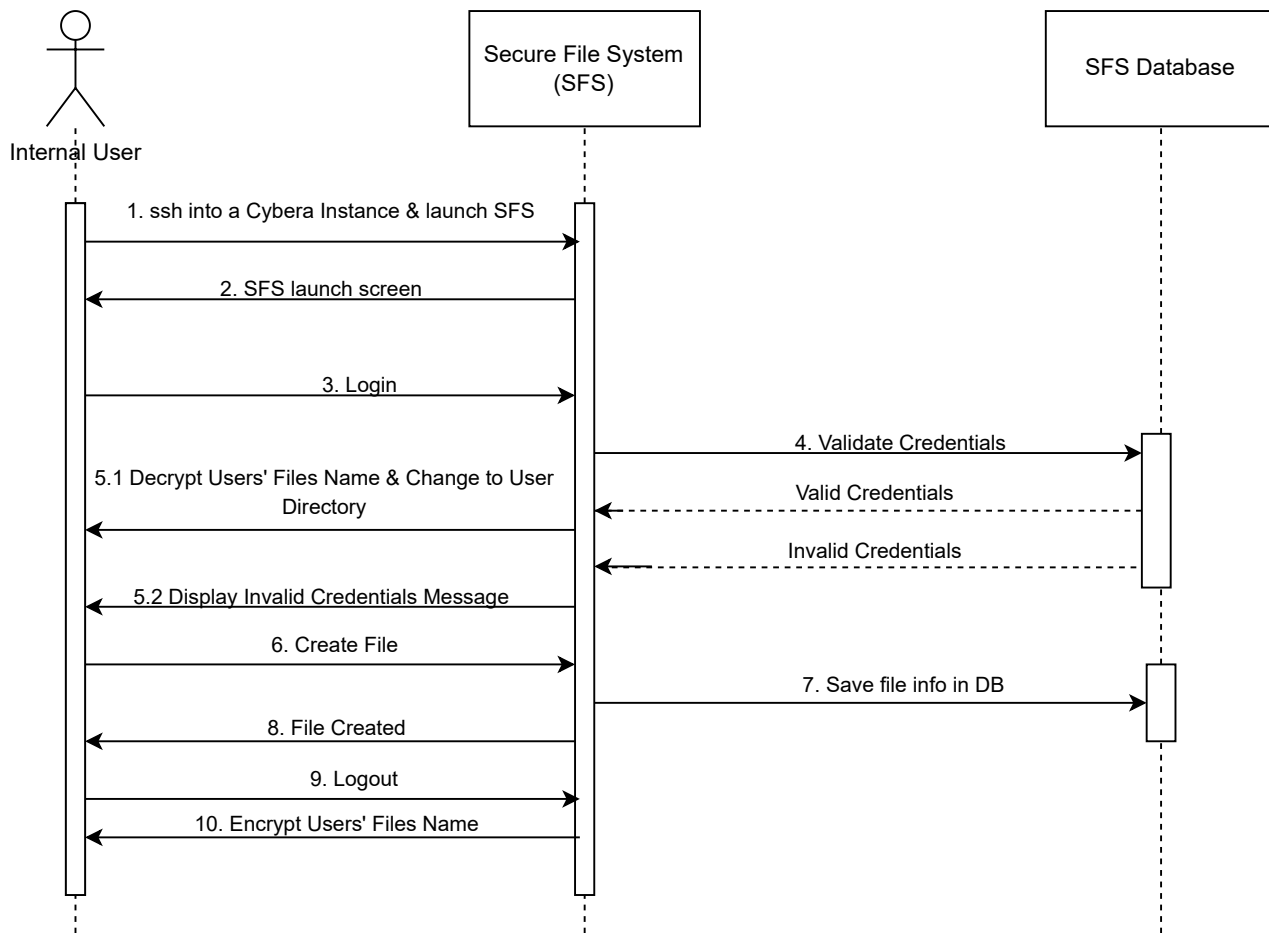 Secure File System
(SFS)
SFS Database
Internal User
1. ssh into a Cybera Instance & launch SFS
2. SFS launch screen
3. Login
4. Validate Credentials
5.1 Decrypt Users' Files Name & Change to User
Directory
Valid Credentials
Invalid Credentials
5.2 Display Invalid Credentials Message
6. Create File
7. Save file info in DB
8. File Created
9. Logout
10. Encrypt Users' Files Name